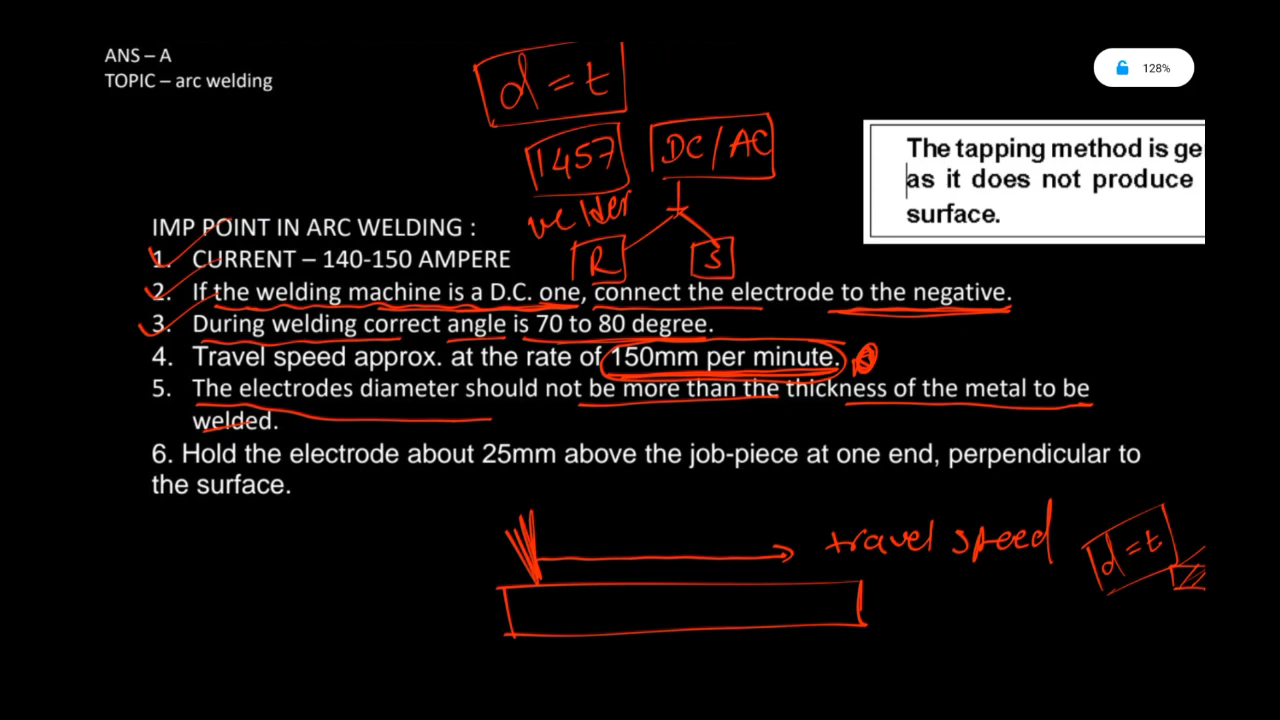 ANS – A
TOPIC – arc welding
128%
d = t
1457
DC/AC
The tapping method is ge
as it does not produce
surface.
welder
R
S
IMP POINT IN ARC WELDING :
1. CURRENT – 140-150 AMPERE
2. If the welding machine is a D.C. one, connect the electrode to the negative.
3. During welding correct angle is 70 to 80 degree.
4. Travel speed approx. at the rate of 150mm per minute.
5. The electrodes diameter should not be more than the thickness of the metal to be
welded.
6. Hold the electrode about 25mm above the job-piece at one end, perpendicular to
the surface.
travel speed
d = t